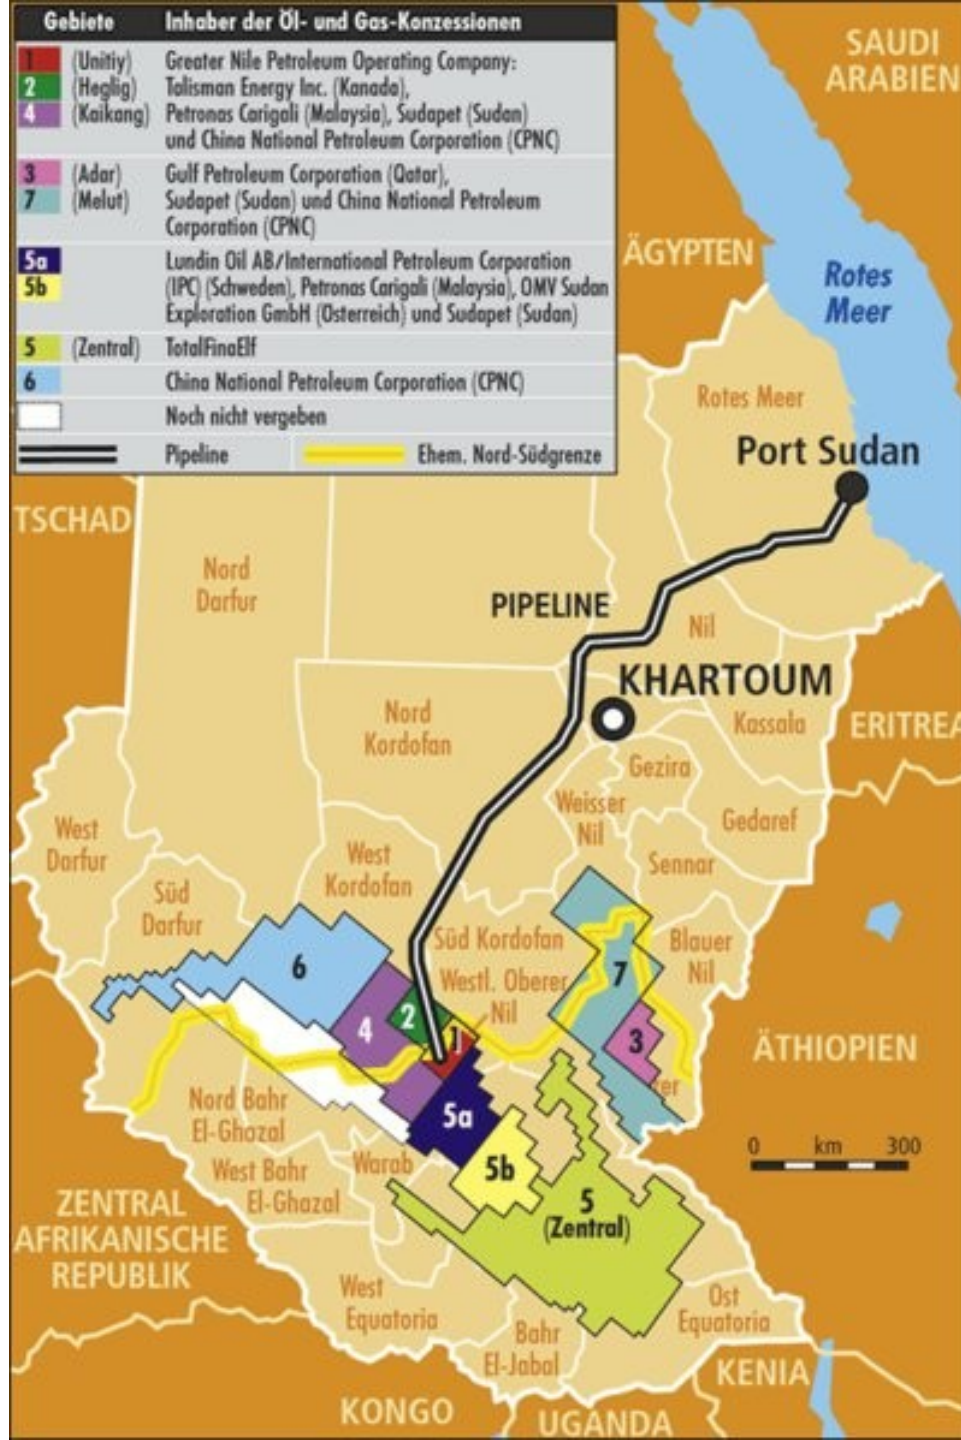 Gebiete Inhaber der Öl- und Gas-Konzessionen
1 (Unitiy) Greater Nile Petroleum Operating Company:
2 (Heglig) Talisman Energy Inc. (Kanada),
4 (Kaikang) Petronas Carigali (Malaysia), Sudapet (Sudan)
und China National Petroleum Corporation (CPNC)
3 (Adar) Gulf Petroleum Corporation (Qatar),
7 (Melut) Sudapet (Sudan) und China National Petroleum
Corporation (CPNC)
5a Lundin Oil AB/International Petroleum Corporation
5b (IPC) (Schweden), Petronas Carigali (Malaysia), OMV Sudan
Exploration GmbH (Österreich) und Sudapet (Sudan)
5 (Zentral) TotalFinaElf
6 China National Petroleum Corporation (CPNC)
Noch nicht vergeben
Pipeline Ehem. Nord-Südgrenze
SAUDI
ARABIEN
ÄGYPTEN
Rotes
Meer
Rotes Meer
Port Sudan
TSCHAD
Nord
Darfur
PIPELINE
Nil
KHARTOUM
Nord
Kordofan
Kassala
ERITREA
Gezira
Weisser
Nil
Gedaref
West
Darfur
West
Kordofan
Sennar
Süd
Darfur
Süd Kordofan
Blauer
Nil
Westl. Oberer
Nil
6
7
2
4
1
3
ÄTHIOPIEN
Nord Bahr
El-Ghazal
5a
0 km 300
West Bahr
El-Ghazal
Warab
5b
5
(Zentral)
ZENTRAL
AFRIKANISCHE
REPUBLIK
West
Equatoria
Ost
Equatoria
Bahr
El-Jabal
KENIA
KONGO
UGANDA